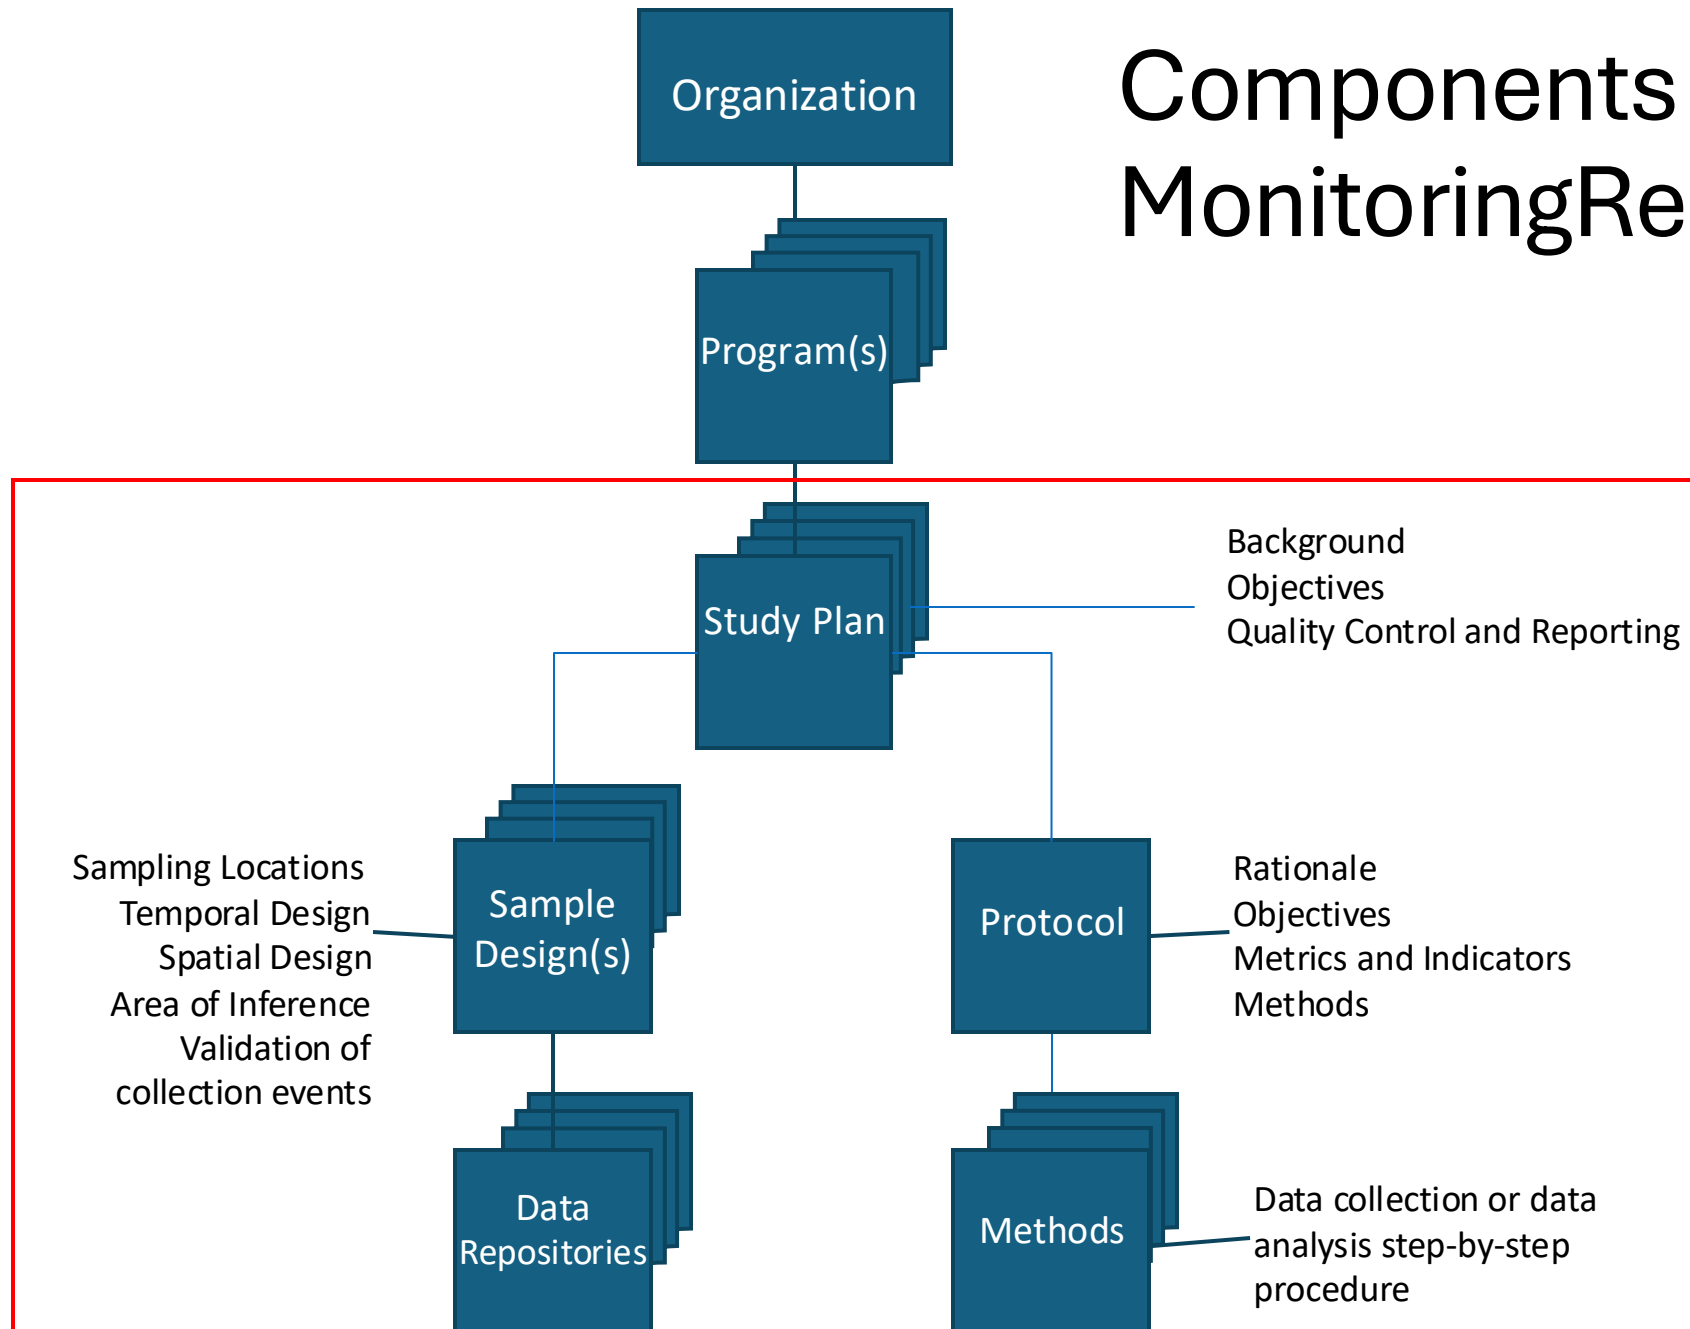 Components
MonitoringRe
Organization
Program(s)
Study Plan
Background
Objectives
Quality Control and Reporting
Sampling Locations
Temporal Design
Spatial Design
Area of Inference
Validation of
collection events
Sample
Design(s)
Protocol
Rationale
Objectives
Metrics and Indicators
Methods
Data
Repositories
Methods
Data collection or data
analysis step-by-step
procedure